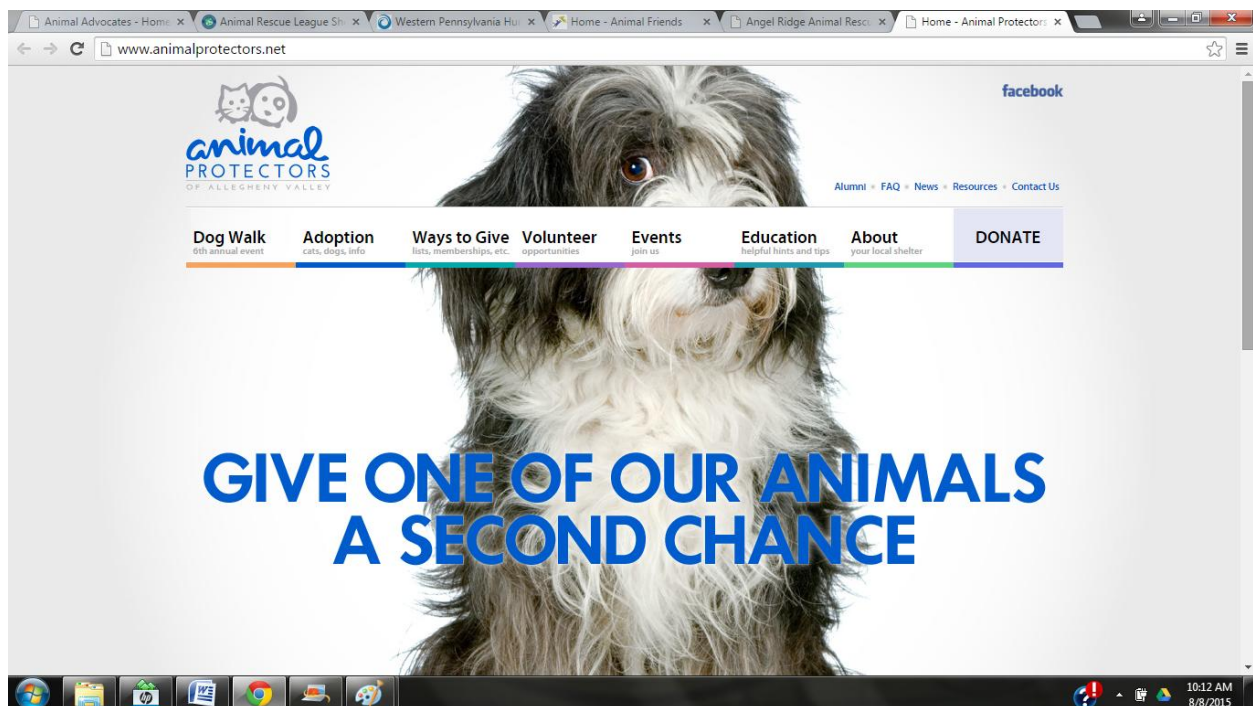 Animal Advocates - Home
Animal Rescue League Sh
Western Pennsylvania Hu
Home - Animal Friends
Angel Ridge Animal Resc
Home - Animal Protectors
www.animalprotectors.net
facebook
animal
PROTECTORS
OF ALLEGHENY VALLEY
Alumni FAQ News Resources Contact Us
Dog Walk Adoption Ways to Give Volunteer Events Education About DONATE
6th annual event cats, dogs, info lists, memberships, etc. opportunities join us helpful hints and tips your local shelter
GIVE ONE OF OUR ANIMALS
A SECOND CHANCE
10:12 AM
8/8/2015